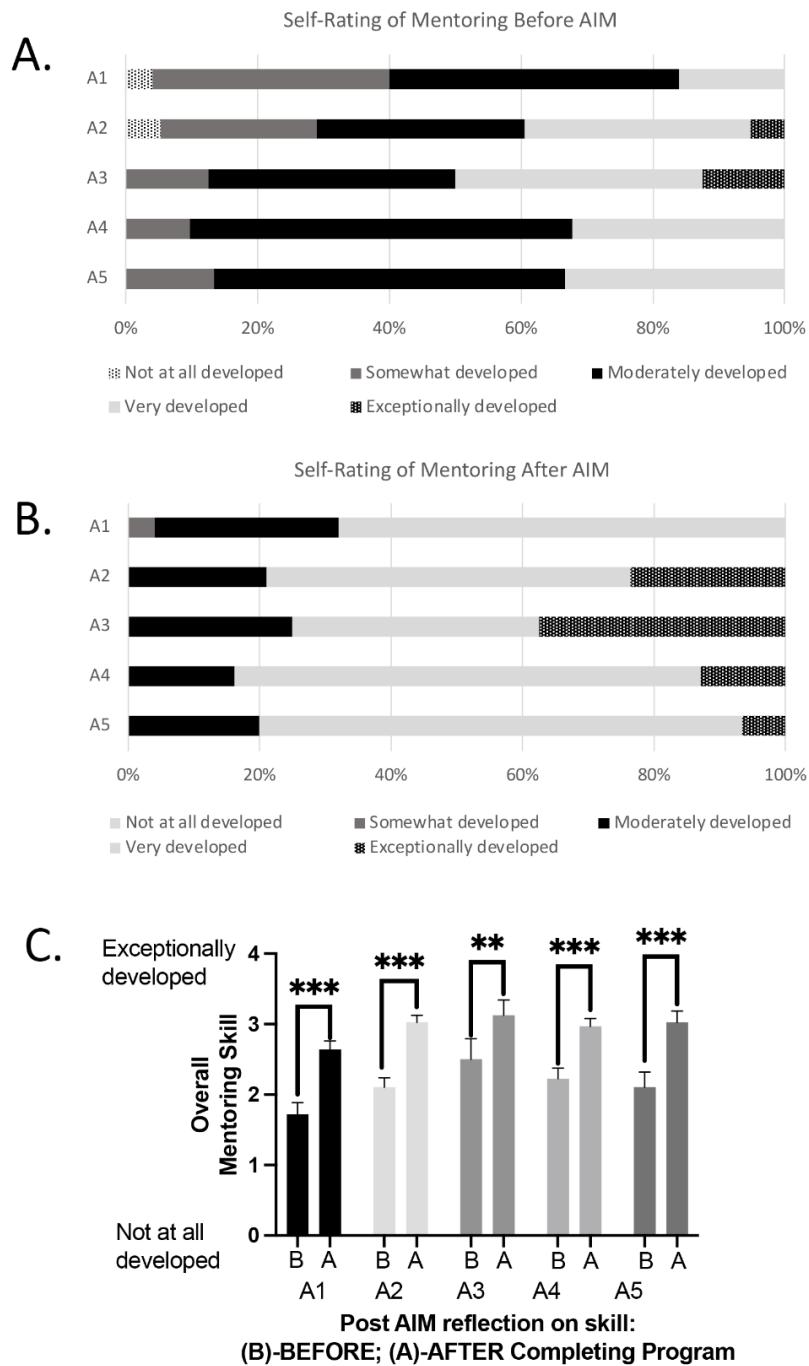 Self-Rating of Mentoring Before AIM
A.
A1
A2
A3
A4
A5
0% 20% 40% 60% 80% 100%
Not at all developed Somewhat developed Moderately developed
Very developed Exceptionally developed
Self-Rating of Mentoring After AIM
B.
A1
A2
A3
A4
A5
0% 20% 40% 60% 80% 100%
Not at all developed Somewhat developed Moderately developed
Very developed Exceptionally developed
C.
Exceptionally
developed
Overall
Mentoring Skill
4
3
2
1
0
*** *** ** *** ***
Not at all
developed
B A B A B A B A B A
A1 A2 A3 A4 A5
Post AIM reflection on skill:
(B)-BEFORE; (A)-AFTER Completing Program